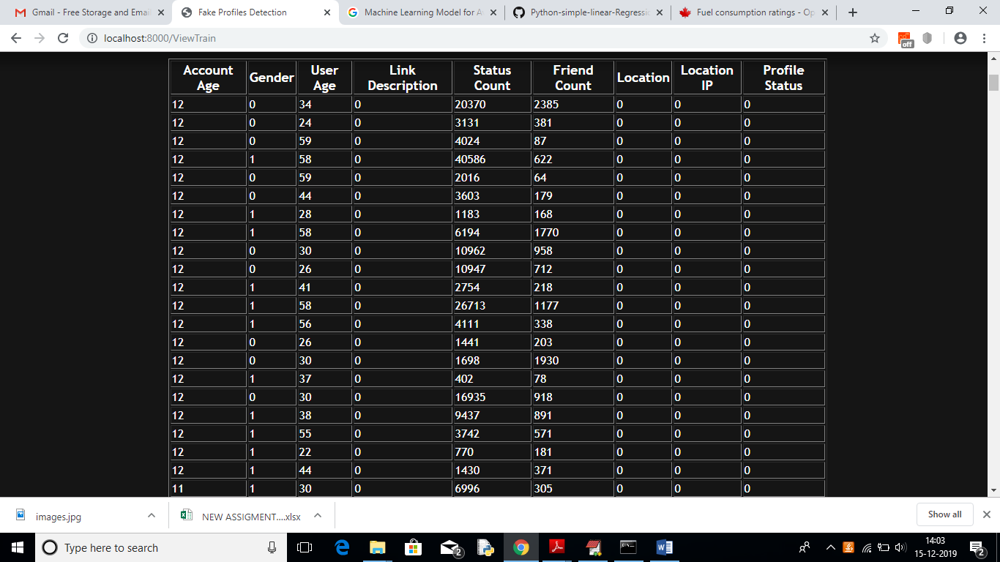 Gmail - Free Storage and Email Fake Profiles Detection Machine Learning Model for A Python-simple-linear-Regressi Fuel consumption ratings - Op
localhost:8000/ViewTrain off
Account Age Gender User Age Link Description Status Count Friend Count Location Location IP Profile Status
12 0 34 0 20370 2385 0 0 0
12 0 24 0 3131 381 0 0 0
12 0 59 0 4024 87 0 0 0
12 1 58 0 40586 622 0 0 0
12 0 59 0 2016 64 0 0 0
12 0 44 0 3603 179 0 0 0
12 1 28 0 1183 168 0 0 0
12 1 58 0 6194 1770 0 0 0
12 0 30 0 10962 958 0 0 0
12 0 26 0 10947 712 0 0 0
12 1 41 0 2754 218 0 0 0
12 1 58 0 26713 1177 0 0 0
12 1 56 0 4111 338 0 0 0
12 0 26 0 1441 203 0 0 0
12 0 30 0 1698 1930 0 0 0
12 1 37 0 402 78 0 0 0
12 0 30 0 16935 918 0 0 0
12 1 38 0 9437 891 0 0 0
12 1 55 0 3742 571 0 0 0
12 1 22 0 770 181 0 0 0
12 1 44 0 1430 371 0 0 0
11 1 30 0 6996 305 0 0 0
images.jpg NEW ASSIGMENT....xlsx Show all
Type here to search 2 14:03
15-12-2019 2